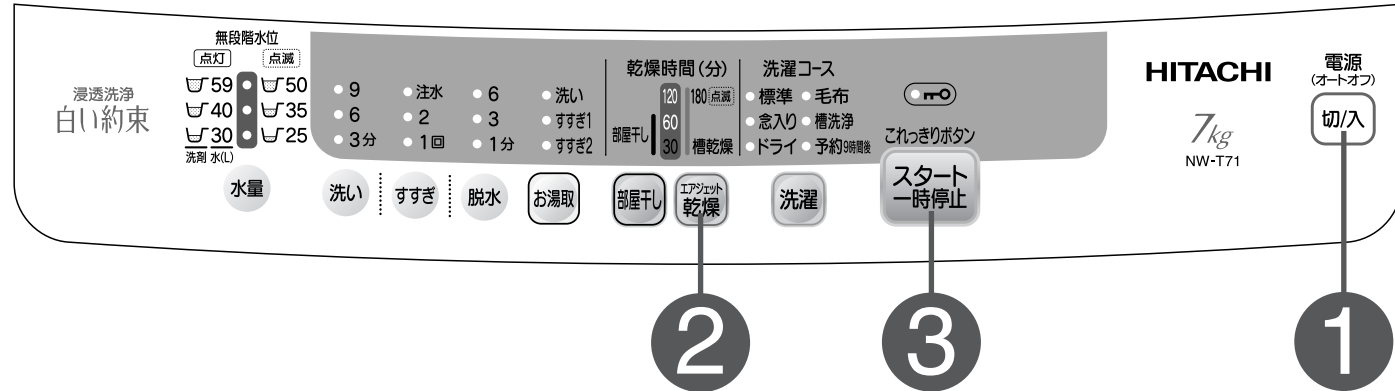 浸透洗浄
白い約束
無段階水位
点灯 点滅
59 50
40 35
30 25
洗剤 水(L)
水量
9
6
3分
洗い
注水
2
1回
すすぎ
6
3
1分
脱水
洗い
すすぎ1
すすぎ2
お湯取
乾燥時間(分)
120 180 点滅
60
部屋干し
30 槽乾燥
部屋干し
エアジェット
乾燥
洗濯コース
標準 毛布
念入り 槽洗浄
ドライ 予約9時間後
洗濯
これっきりボタン
スタート
一時停止
HITACHI
7kg
NW-T71
電源
(オートオフ)
切/入
2
3
1